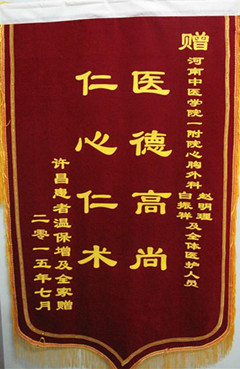 赠
河南中医学院一附院心胸外科
赵明理
白振祥
及全体医护人员
医德高尚
仁心仁术
许昌患者温保增及全家赠
二零一五年七月